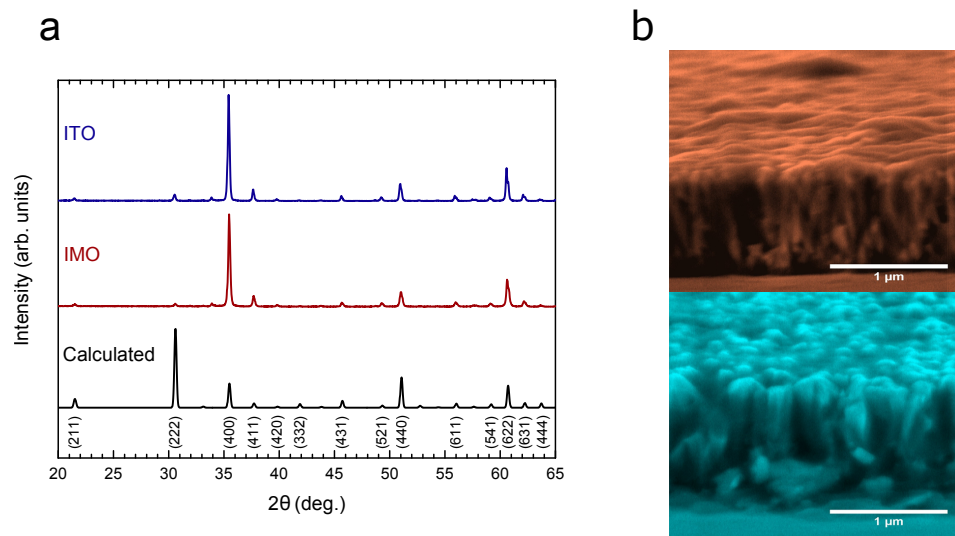 a
b
ITO
IMO
Calculated
Intensity (arb. units)
(211)
(222)
(400)
(411)
(420)
(332)
(431)
(521)
(440)
(611)
(541)
(622)
(631)
(444)
20 25 30 35 40 45 50 55 60 65
2θ (deg.)
1 µm
1 µm